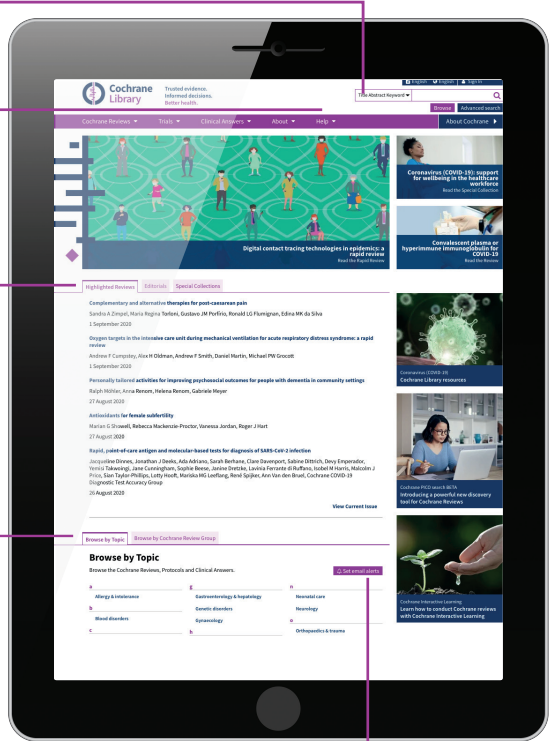 English English Sign In
Cochrane Library
Trusted evidence.
Informed decisions.
Better health.
Title Abstract Keyword
Browse Advanced search
Cochrane Reviews Trials Clinical Answers About Help About Cochrane
Digital contact tracing technologies in epidemics: a
rapid review
Read the Rapid Review
Coronavirus (COVID-19): support
for wellbeing in the healthcare
workforce
Read the Special Collection
Convalescent plasma or
hyperimmune immunoglobulin for
COVID-19
Read the Review
Highlighted Reviews Editorials Special Collections
Complementary and alternative therapies for post-caesarean pain
Sandra A Zimpel, Maria Regina Torloni, Gustavo JM Porfírio, Ronald LG Flumignan, Edina MK da Silva
1 September 2020
Oxygen targets in the intensive care unit during mechanical ventilation for acute respiratory distress syndrome: a rapid
review
Andrew F Cumpstey, Alex H Oldman, Andrew F Smith, Daniel Martin, Michael PW Grocott
1 September 2020
Personally tailored activities for improving psychosocial outcomes for people with dementia in community settings
Ralph Möhler, Anna Renom, Helena Renom, Gabriele Meyer
27 August 2020
Antioxidants for female subfertility
Marian G Showell, Rebecca Mackenzie-Proctor, Vanessa Jordan, Roger J Hart
27 August 2020
Rapid, point-of-care antigen and molecular-based tests for diagnosis of SARS-CoV-2 infection
Jacqueline Dinnes, Jonathan J Deeks, Ada Adriano, Sarah Berhane, Clare Davenport, Sabine Dittrich, Devy Emperador,
Yemisi Takwoingi, Jane Cunningham, Sophie Beese, Janine Dretzke, Lavinia Ferrante di Ruffano, Isobel M Harris, Malcolm J
Price, Sian Taylor-Phillips, Lotty Hooft, Mariska MG Leeflang, René Spijker, Ann Van den Bruel, Cochrane COVID-19
Diagnostic Test Accuracy Group
26 August 2020
View Current Issue
Coronavirus (COVID-19)
Cochrane Library resources
Cochrane PICO search BETA
Introducing a powerful new discovery
tool for Cochrane Reviews
Cochrane Interactive Learning
Learn how to conduct Cochrane reviews
with Cochrane Interactive Learning
Browse by Topic Browse by Cochrane Review Group
Browse by Topic
Browse the Cochrane Reviews, Protocols and Clinical Answers.
Set email alerts
a
Allergy & intolerance
b
Blood disorders
c
g
Gastroenterology & hepatology
Genetic disorders
Gynaecology
h
n
Neonatal care
Neurology
o
Orthopaedics & trauma